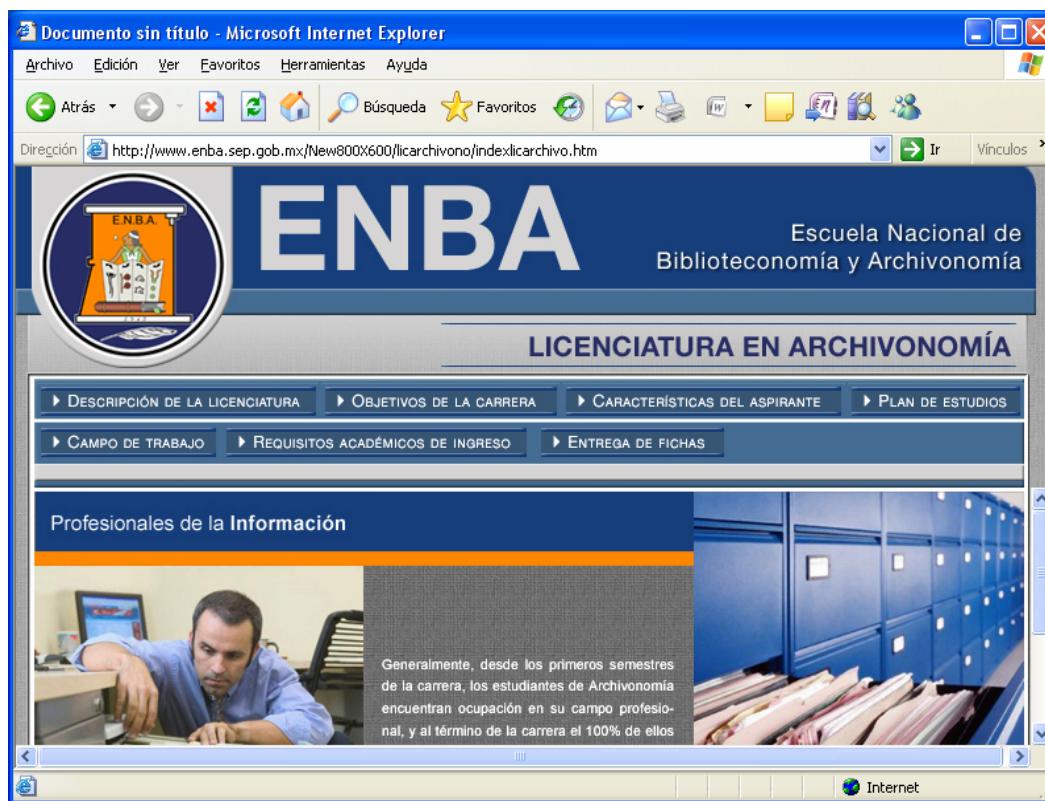 Documento sin título - Microsoft Internet Explorer
Archivo Edición Ver Favoritos Herramientas Ayuda
Atrás Búsqueda Favoritos
Dirección http://www.enba.sep.gob.mx/New800X600/licarchivono/indexlicarchivo.htm Ir Vínculos
E.N.B.A.
ENBA
Escuela Nacional de
Biblioteconomía y Archivonomía
LICENCIATURA EN ARCHIVONOMÍA
DESCRIPCIÓN DE LA LICENCIATURA OBJETIVOS DE LA CARRERA CARACTERÍSTICAS DEL ASPIRANTE PLAN DE ESTUDIOS
CAMPO DE TRABAJO REQUISITOS ACADÉMICOS DE INGRESO ENTREGA DE FICHAS
Profesionales de la Información
Generalmente, desde los primeros semestres
de la carrera, los estudiantes de Archivonomía
encuentran ocupación en su campo profesio-
nal, y al término de la carrera el 100% de ellos
Internet